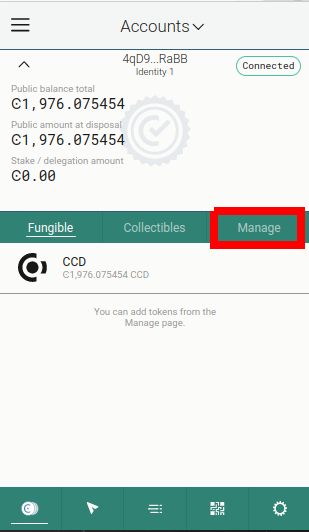 Accounts
4qD9...RaBB
Identity 1
Connected
Public balance total
Ͼ1,976.075454
Public amount at disposal
Ͼ1,976.075454
Stake / delegation amount
Ͼ0.00
Fungible
Collectibles
Manage
CCD
Ͼ1,976.075454 CCD
You can add tokens from the
Manage page.